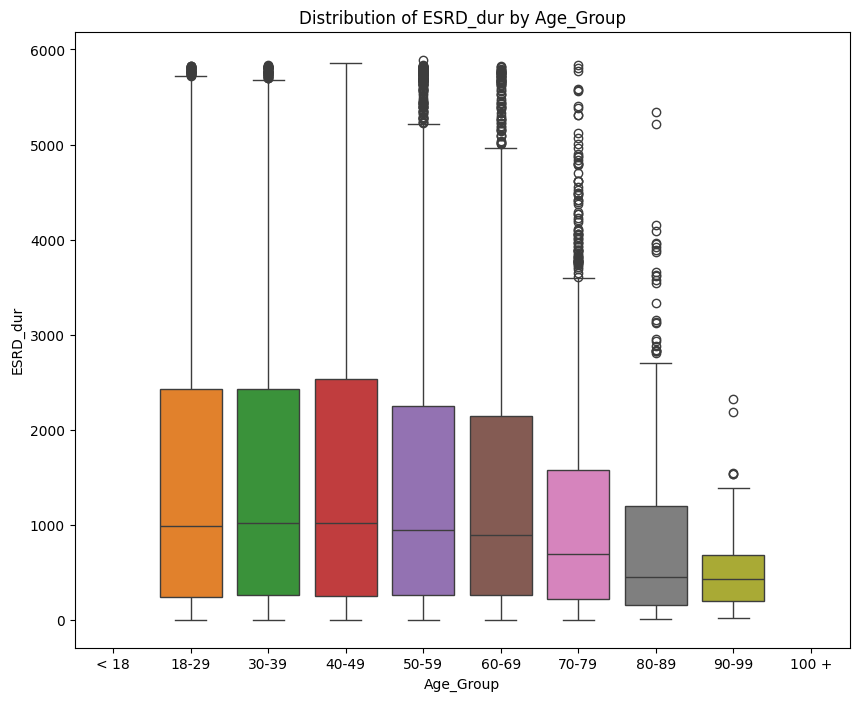 Distribution of ESRD_dur by Age_Group
6000
5000
4000
3000
2000
1000
0
ESRD_dur
< 18 18-29 30-39 40-49 50-59 60-69 70-79 80-89 90-99 100 +
Age_Group